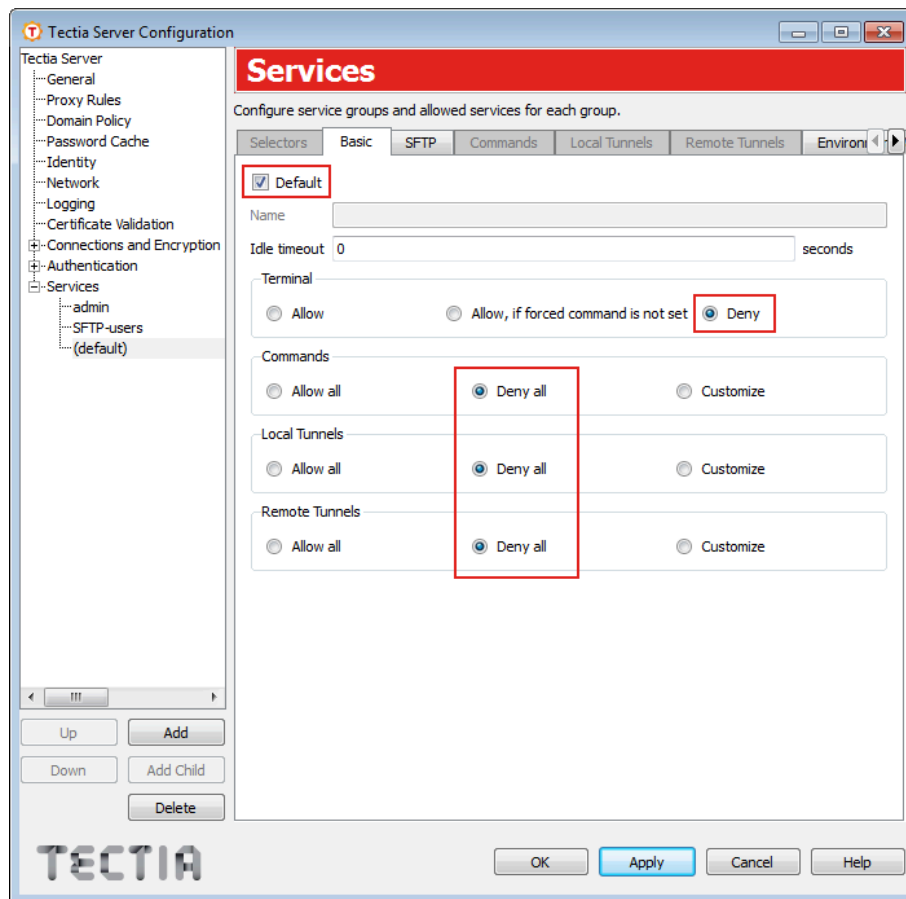 Tectia Server Configuration
Tectia Server
General
Proxy Rules
Domain Policy
Password Cache
Identity
Network
Logging
Certificate Validation
Connections and Encryption
Authentication
Services
admin
SFTP-users
(default)
Up
Add
Down
Add Child
Delete
TECTIA
Services
Configure service groups and allowed services for each group.
Selectors Basic SFTP Commands Local Tunnels Remote Tunnels Environ
Default
Name
Idle timeout 0 seconds
Terminal
Allow Allow, if forced command is not set Deny
Commands
Allow all Deny all Customize
Local Tunnels
Allow all Deny all Customize
Remote Tunnels
Allow all Deny all Customize
OK Apply Cancel Help